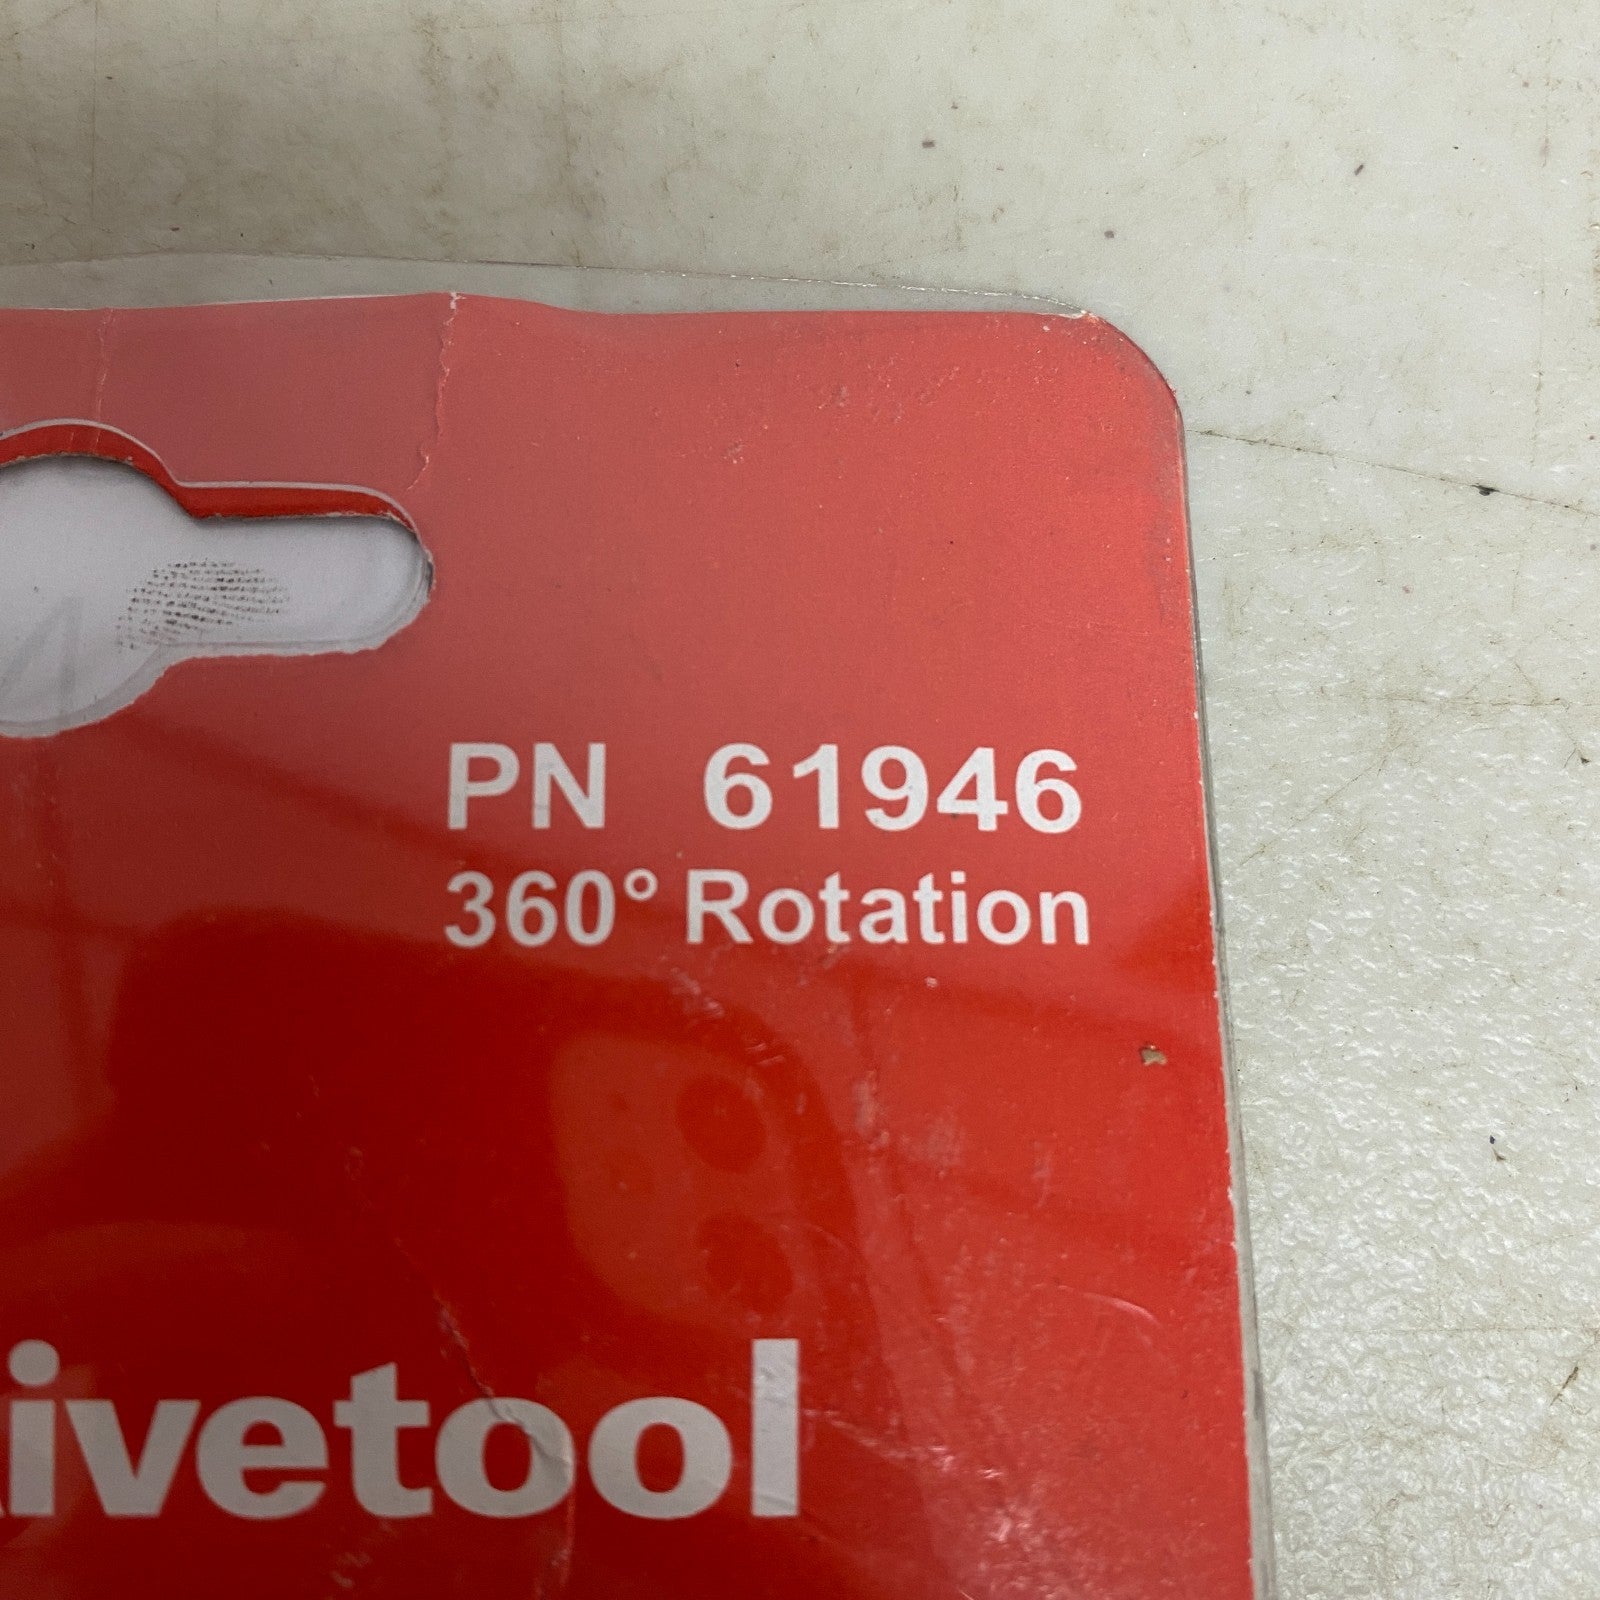 PN 61946
360° Rotation
ivetool